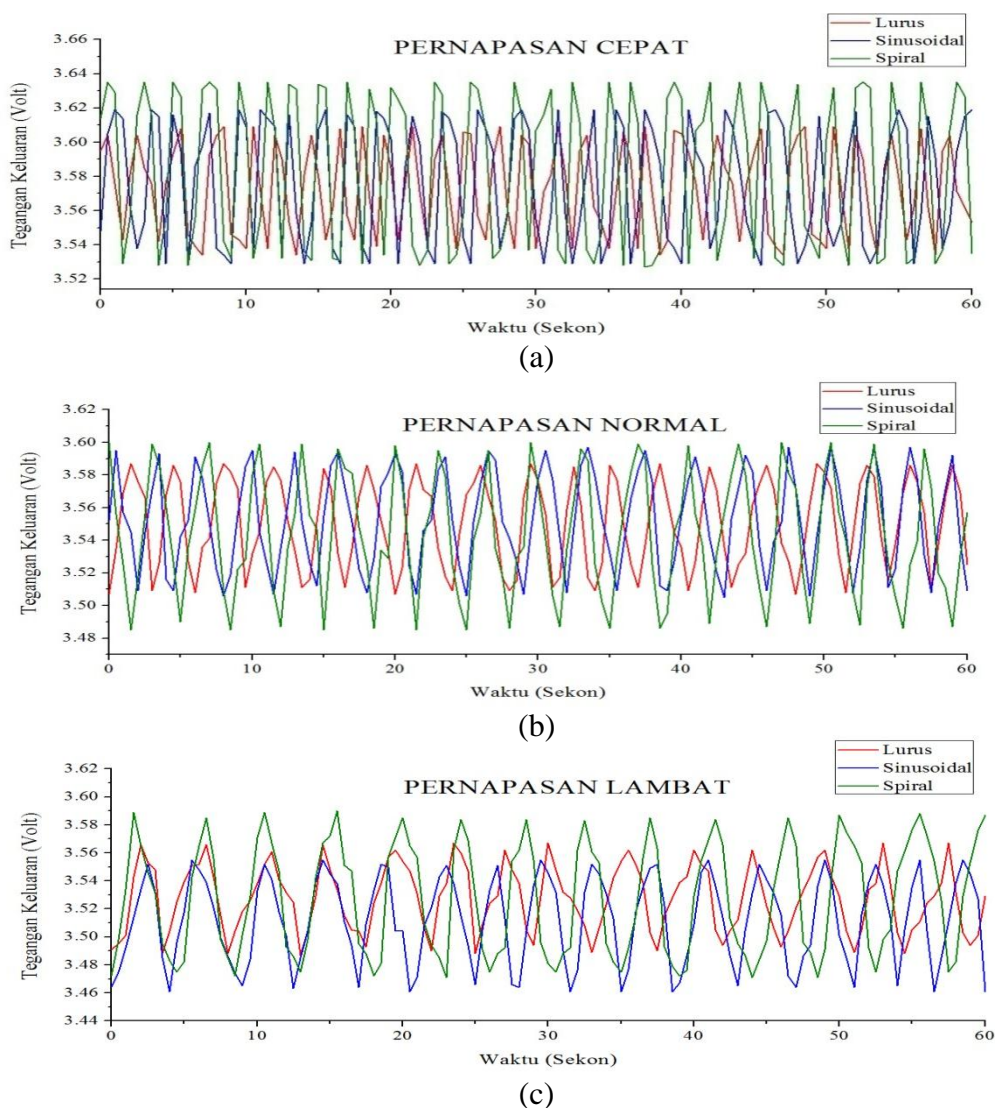 Lurus
Sinusoidal
Spiral
PERNAPASAN CEPAT
3.66
3.64
3.62
3.60
3.58
3.56
3.54
3.52
Tegangan Keluaran (Volt)
0 10 20 30 40 50 60
Waktu (Sekon)
(a)
Lurus
Sinusoidal
Spiral
PERNAPASAN NORMAL
3.62
3.60
3.58
3.56
3.54
3.52
3.50
3.48
Tegangan Keluaran (Volt)
0 10 20 30 40 50 60
Waktu (Sekon)
(b)
Lurus
Sinusoidal
Spiral
PERNAPASAN LAMBAT
3.62
3.60
3.58
3.56
3.54
3.52
3.50
3.48
3.46
3.44
Tegangan Keluaran (Volt)
0 10 20 30 40 50 60
Waktu (Sekon)
(c)